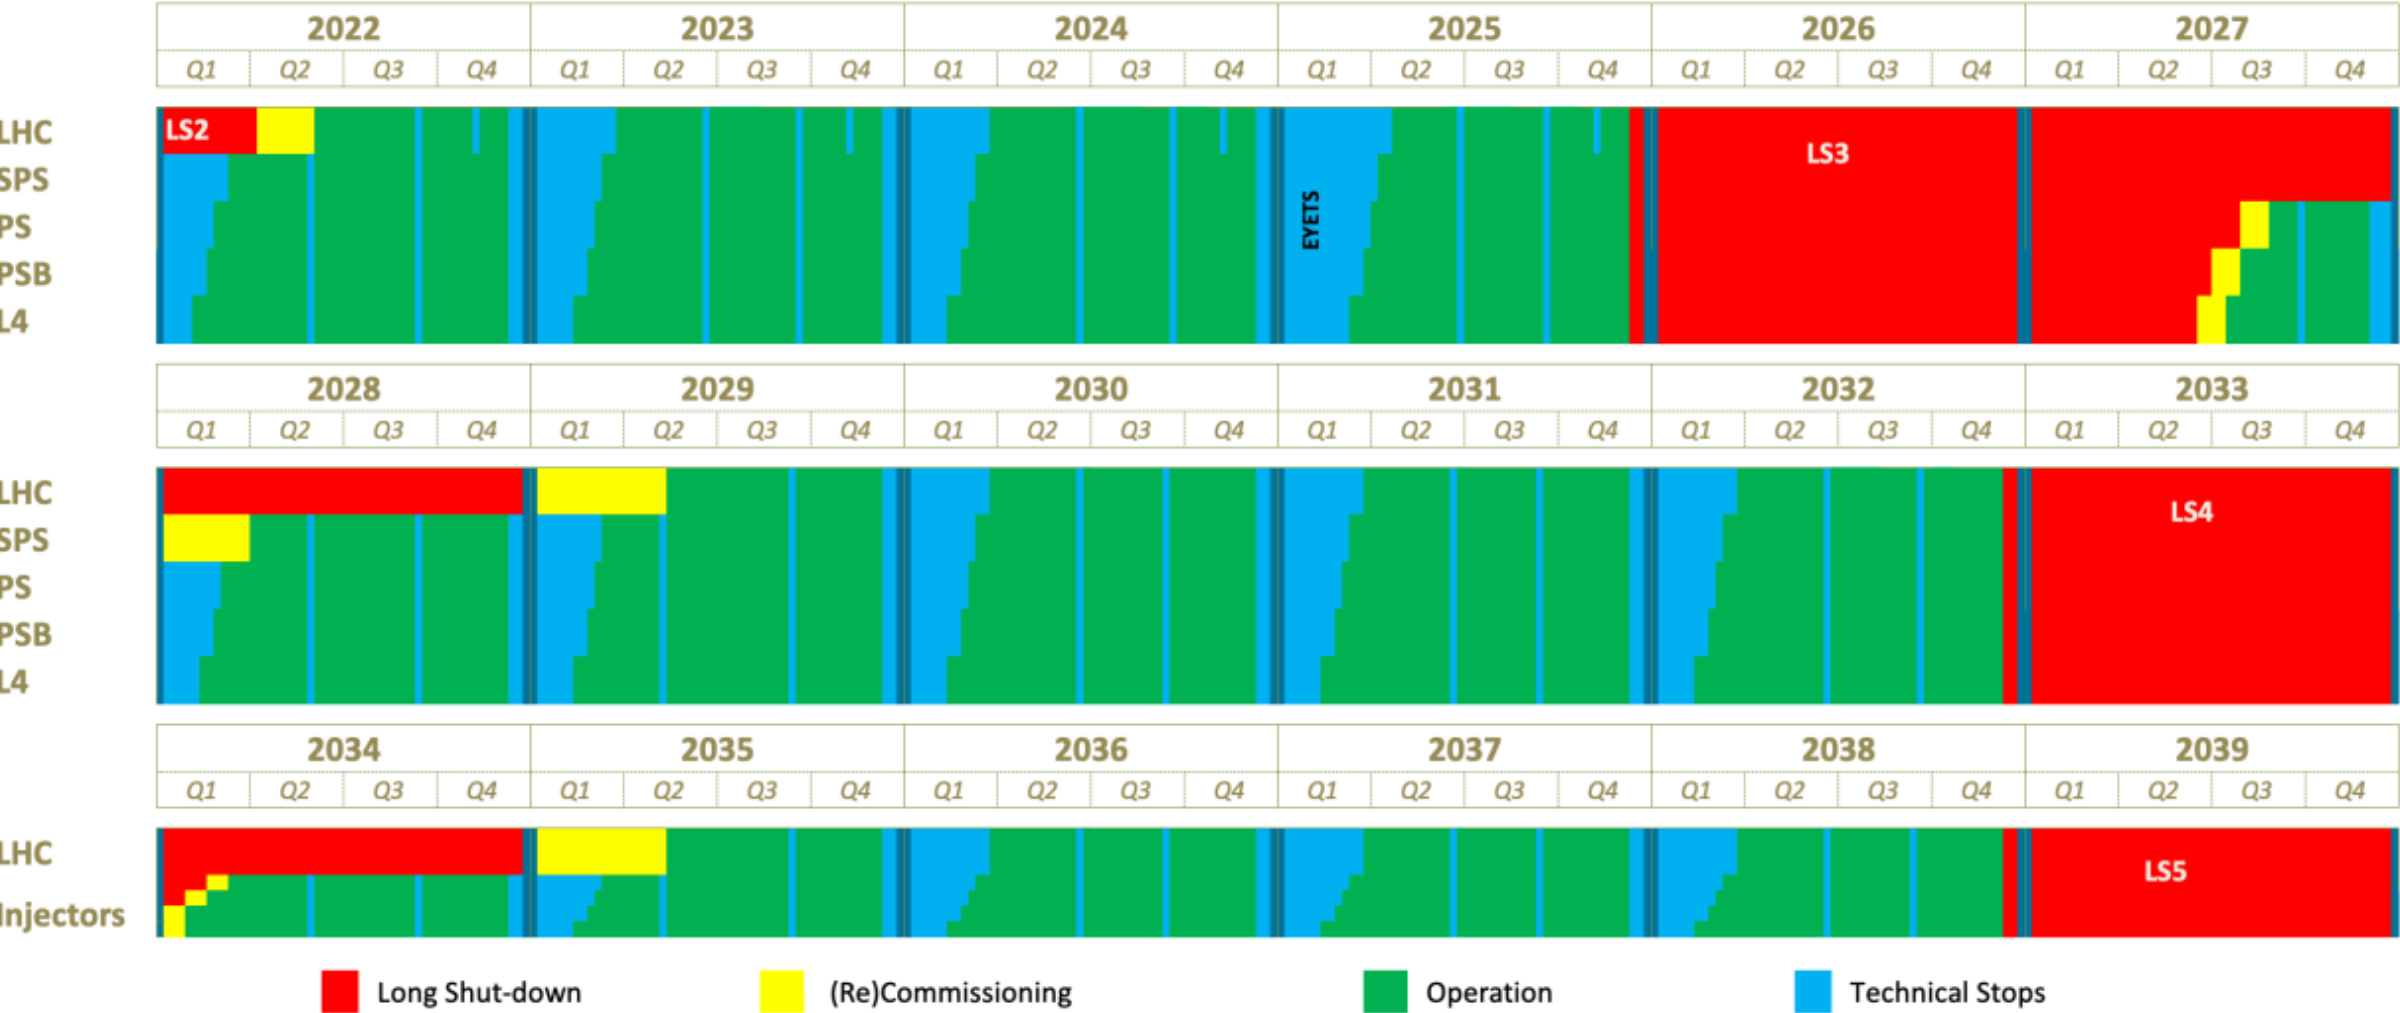 2022 2023 2024 2025 2026 2027
Q1 Q2 Q3 Q4 Q1 Q2 Q3 Q4 Q1 Q2 Q3 Q4 Q1 Q2 Q3 Q4 Q1 Q2 Q3 Q4 Q1 Q2 Q3 Q4
LHC LS2 LS3
SPS
PS EYETS
PSB
L4
2028 2029 2030 2031 2032 2033
Q1 Q2 Q3 Q4 Q1 Q2 Q3 Q4 Q1 Q2 Q3 Q4 Q1 Q2 Q3 Q4 Q1 Q2 Q3 Q4 Q1 Q2 Q3 Q4
LHC LS4
SPS
PS
PSB
L4
2034 2035 2036 2037 2038 2039
Q1 Q2 Q3 Q4 Q1 Q2 Q3 Q4 Q1 Q2 Q3 Q4 Q1 Q2 Q3 Q4 Q1 Q2 Q3 Q4 Q1 Q2 Q3 Q4
LHC LS5
Injectors
Long Shut-down (Re)Commissioning Operation Technical Stops